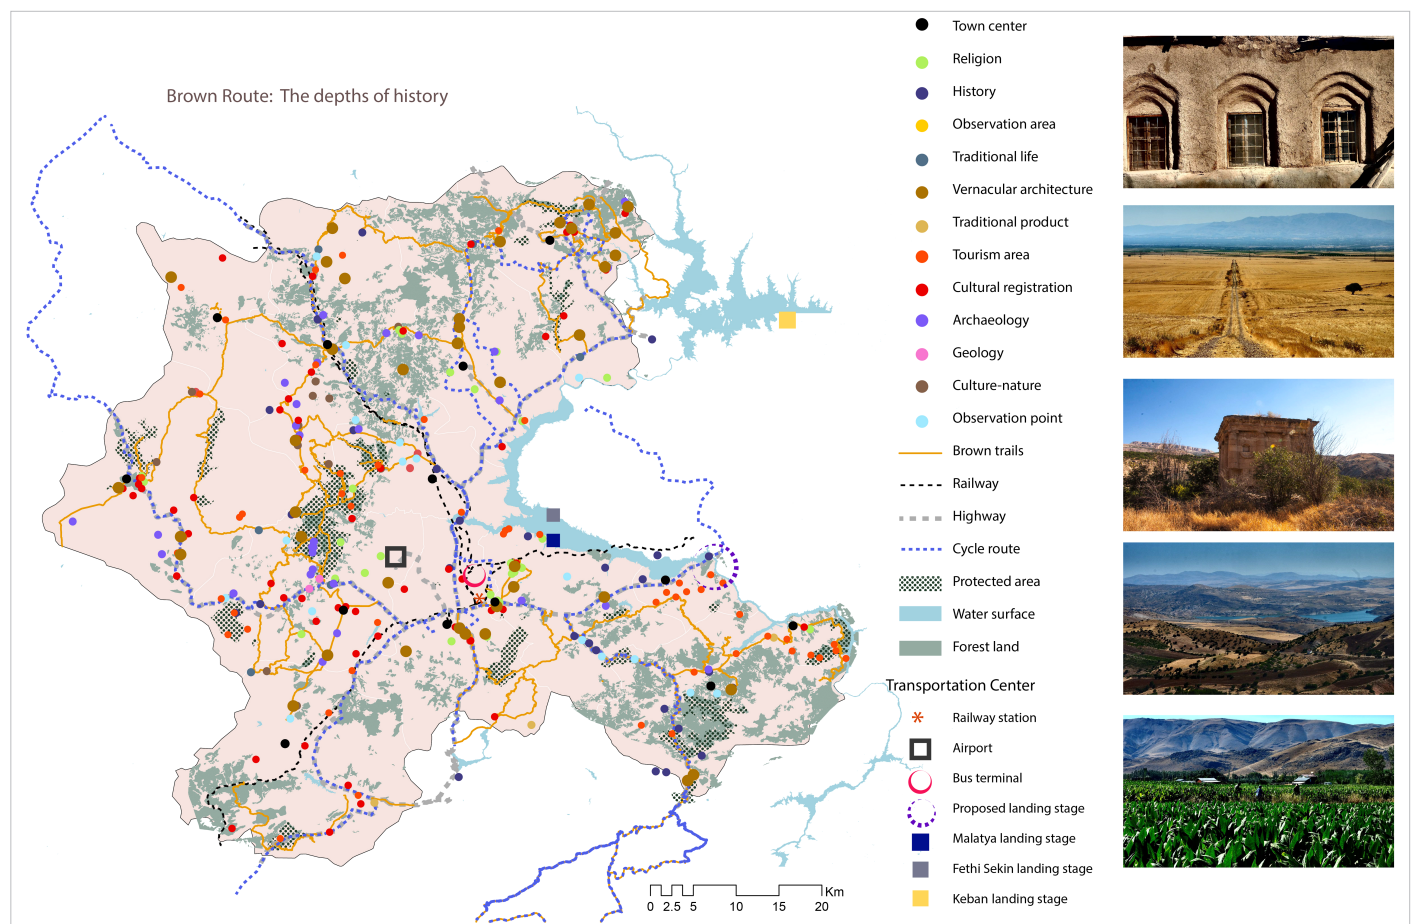 Brown Route: The depths of history
Town center
Religion
History
Observation area
Traditional life
Vernacular architecture
Traditional product
Tourism area
Cultural registration
Archaeology
Geology
Culture-nature
Observation point
Brown trails
Railway
Highway
Cycle route
Protected area
Water surface
Forest land
Transportation Center
Railway station
Airport
Bus terminal
Proposed landing stage
Malatya landing stage
Fethi Sekin landing stage
Keban landing stage
Km
0 2.5 5 10 15 20